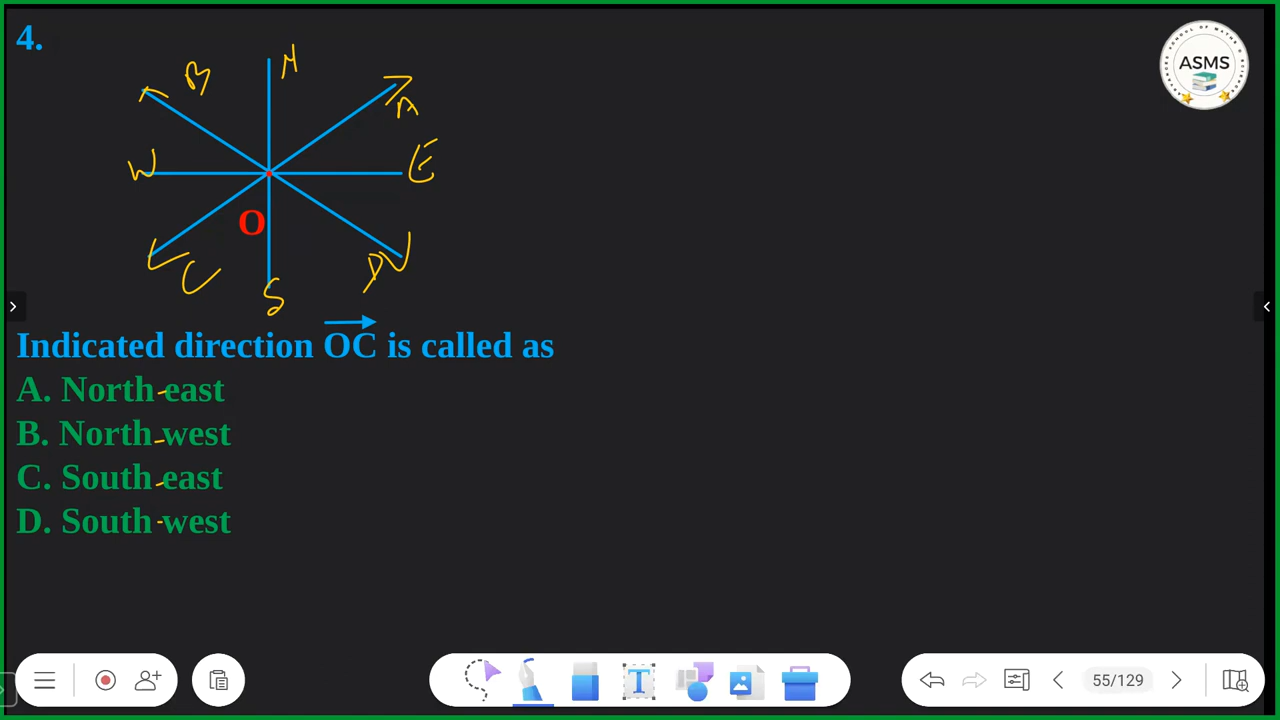 4.
B
N
A
W
E
O
C
S
D
Indicated direction OC is called as
A. North-east
B. North-west
C. South-east
D. South-west
ASMS
55/129